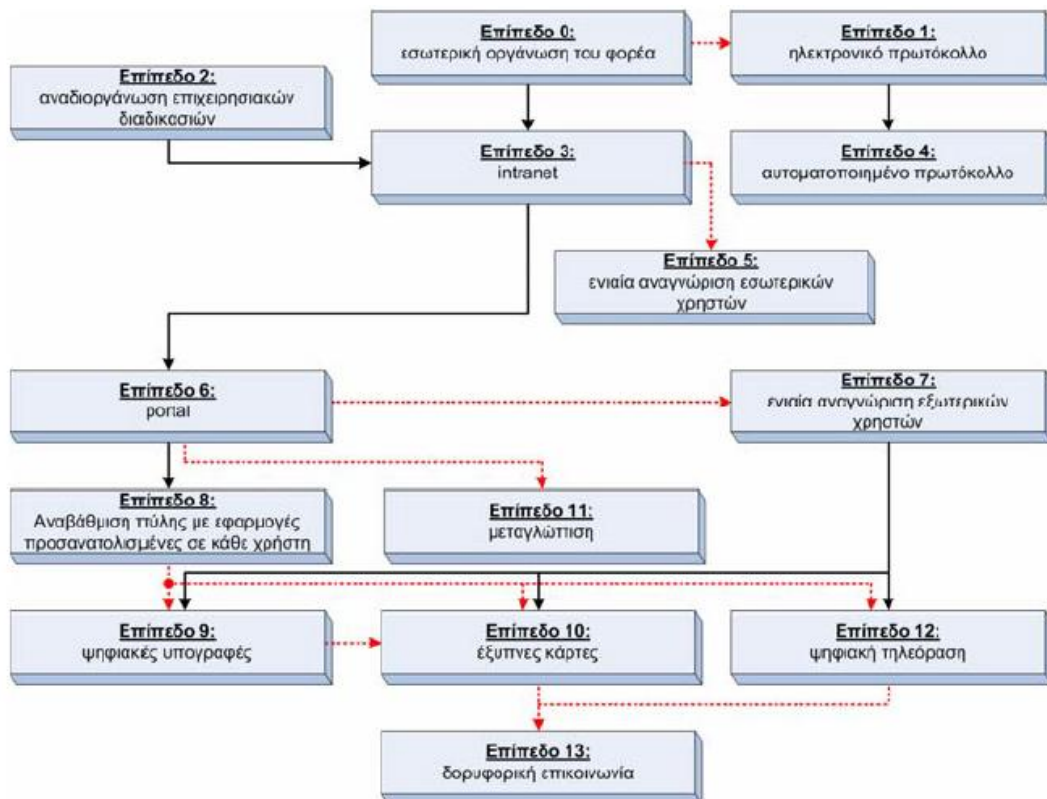 Επίπεδο 0:
εσωτερική οργάνωση του φορέα
Επίπεδο 1:
ηλεκτρονικό πρωτόκολλο
Επίπεδο 2:
αναδιοργάνωση επιχειρησιακών
διαδικασιών
Επίπεδο 3:
intranet
Επίπεδο 4:
αυτοματοποιημένο πρωτόκολλο
Επίπεδο 5:
ενιαία αναγνώριση εσωτερικών
χρηστών
Επίπεδο 6:
portal
Επίπεδο 7:
ενιαία αναγνώριση εξωτερικών
χρηστών
Επίπεδο 8:
Αναβάθμιση πύλης με εφαρμογές
προσανατολισμένες σε κάθε χρήστη
Επίπεδο 11:
μεταγλώττιση
Επίπεδο 9:
ψηφιακές υπογραφές
Επίπεδο 10:
έξυπνες κάρτες
Επίπεδο 12:
ψηφιακή τηλεόραση
Επίπεδο 13:
δορυφορική επικοινωνία